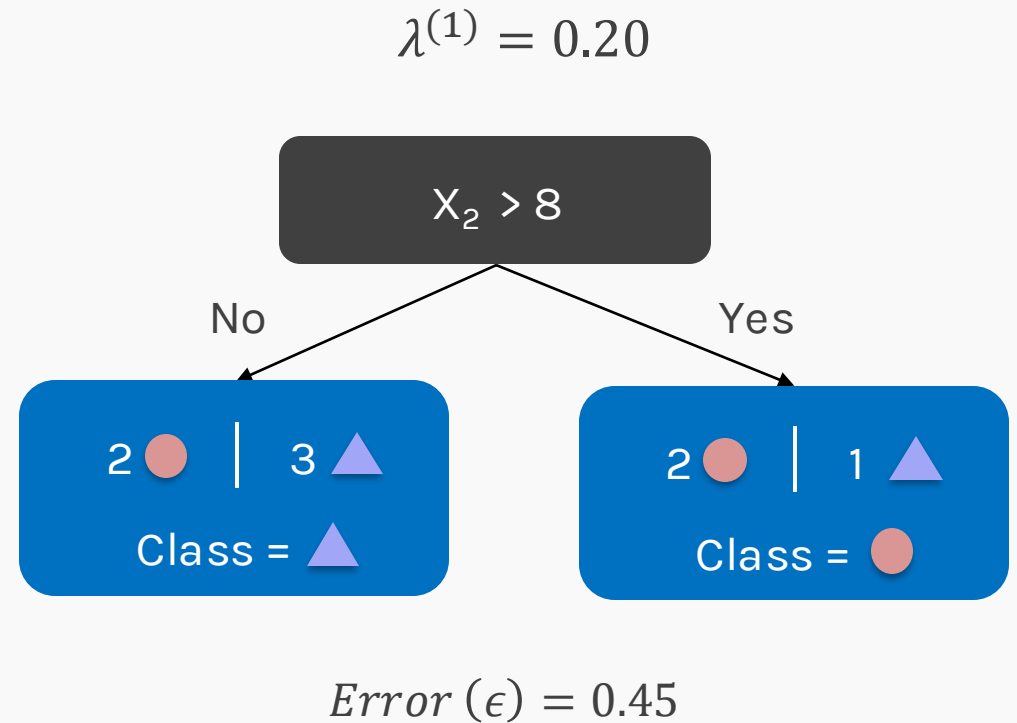 λ⁽¹⁾ = 0.20
X₂ > 8
No
Yes
2 | 3
Class =
2 | 1
Class =
Error (ϵ) = 0.45